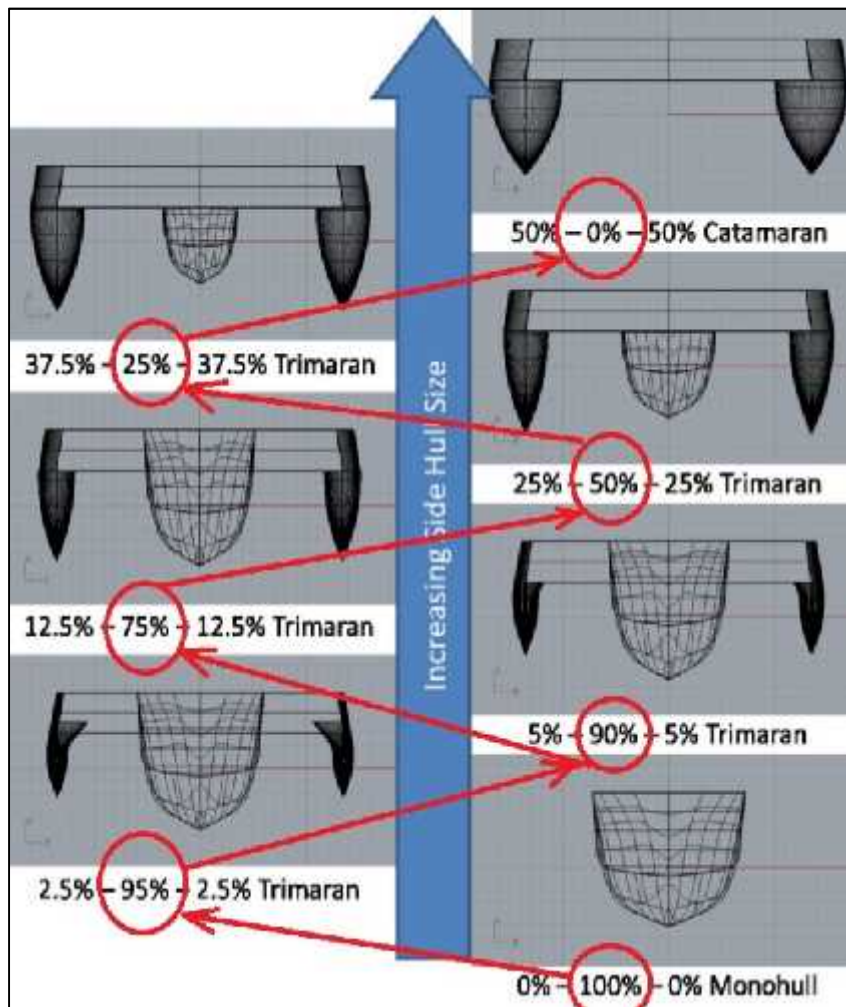 50% – 0% – 50% Catamaran
37.5% – 25% – 37.5% Trimaran
25% – 50% – 25% Trimaran
12.5% – 75% – 12.5% Trimaran
5% – 90% – 5% Trimaran
2.5% – 95% – 2.5% Trimaran
0% – 100% – 0% Monohull
Increasing Side Hull Size